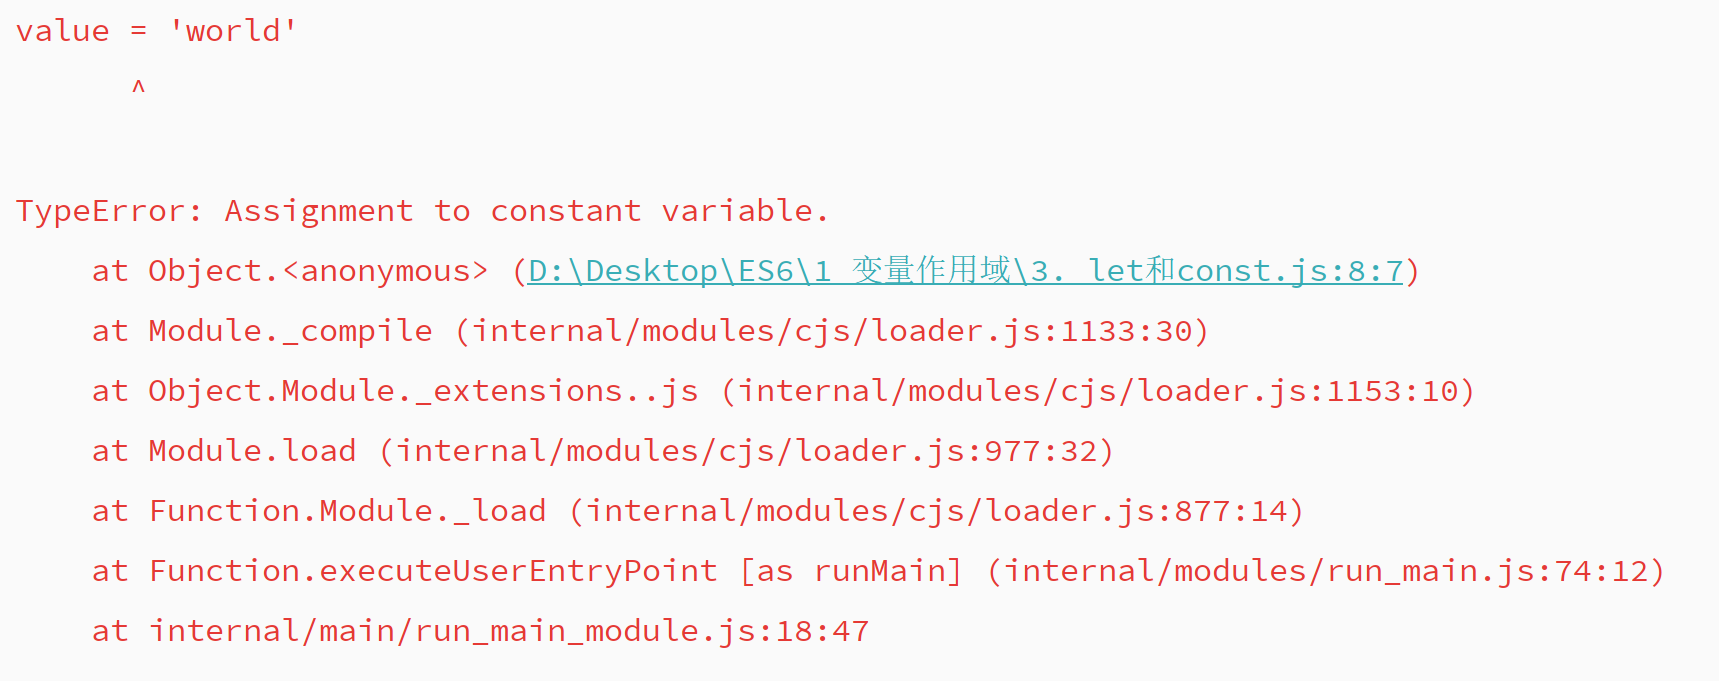 value = 'world'
^
TypeError: Assignment to constant variable.
at Object.<anonymous> (D:\Desktop\ES6\1 变量作用域\3. let和const.js:8:7)
at Module._compile (internal/modules/cjs/loader.js:1133:30)
at Object.Module._extensions..js (internal/modules/cjs/loader.js:1153:10)
at Module.load (internal/modules/cjs/loader.js:977:32)
at Function.Module._load (internal/modules/cjs/loader.js:877:14)
at Function.executeUserEntryPoint [as runMain] (internal/modules/run_main.js:74:12)
at internal/main/run_main_module.js:18:47